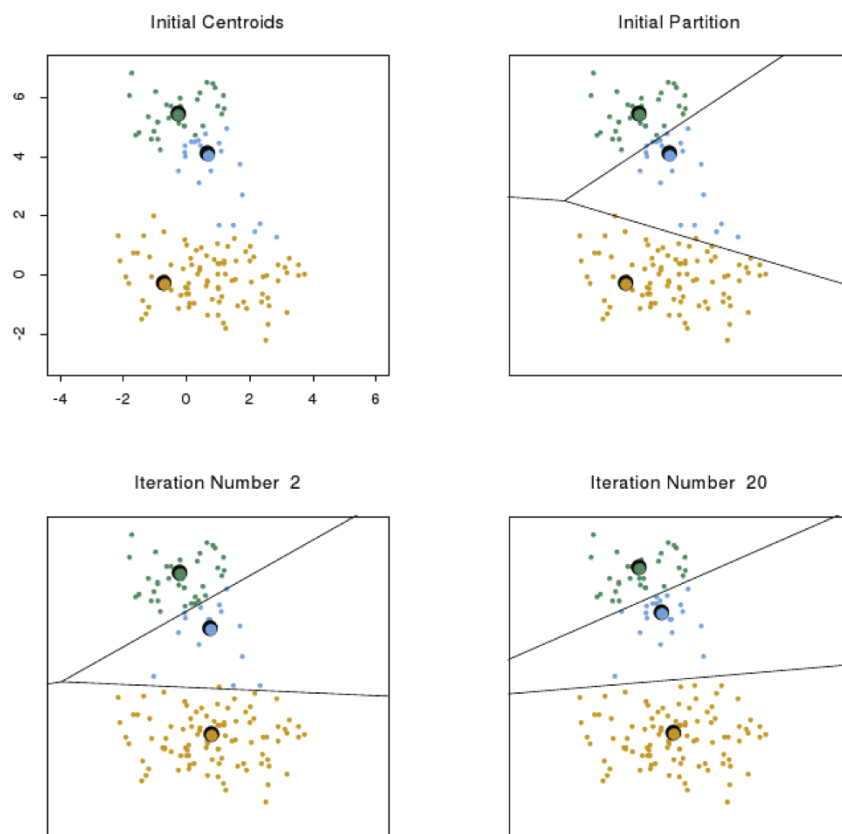 Initial Centroids
Initial Partition
6
4
2
0
-2
-4 -2 0 2 4 6
Iteration Number 2
Iteration Number 20